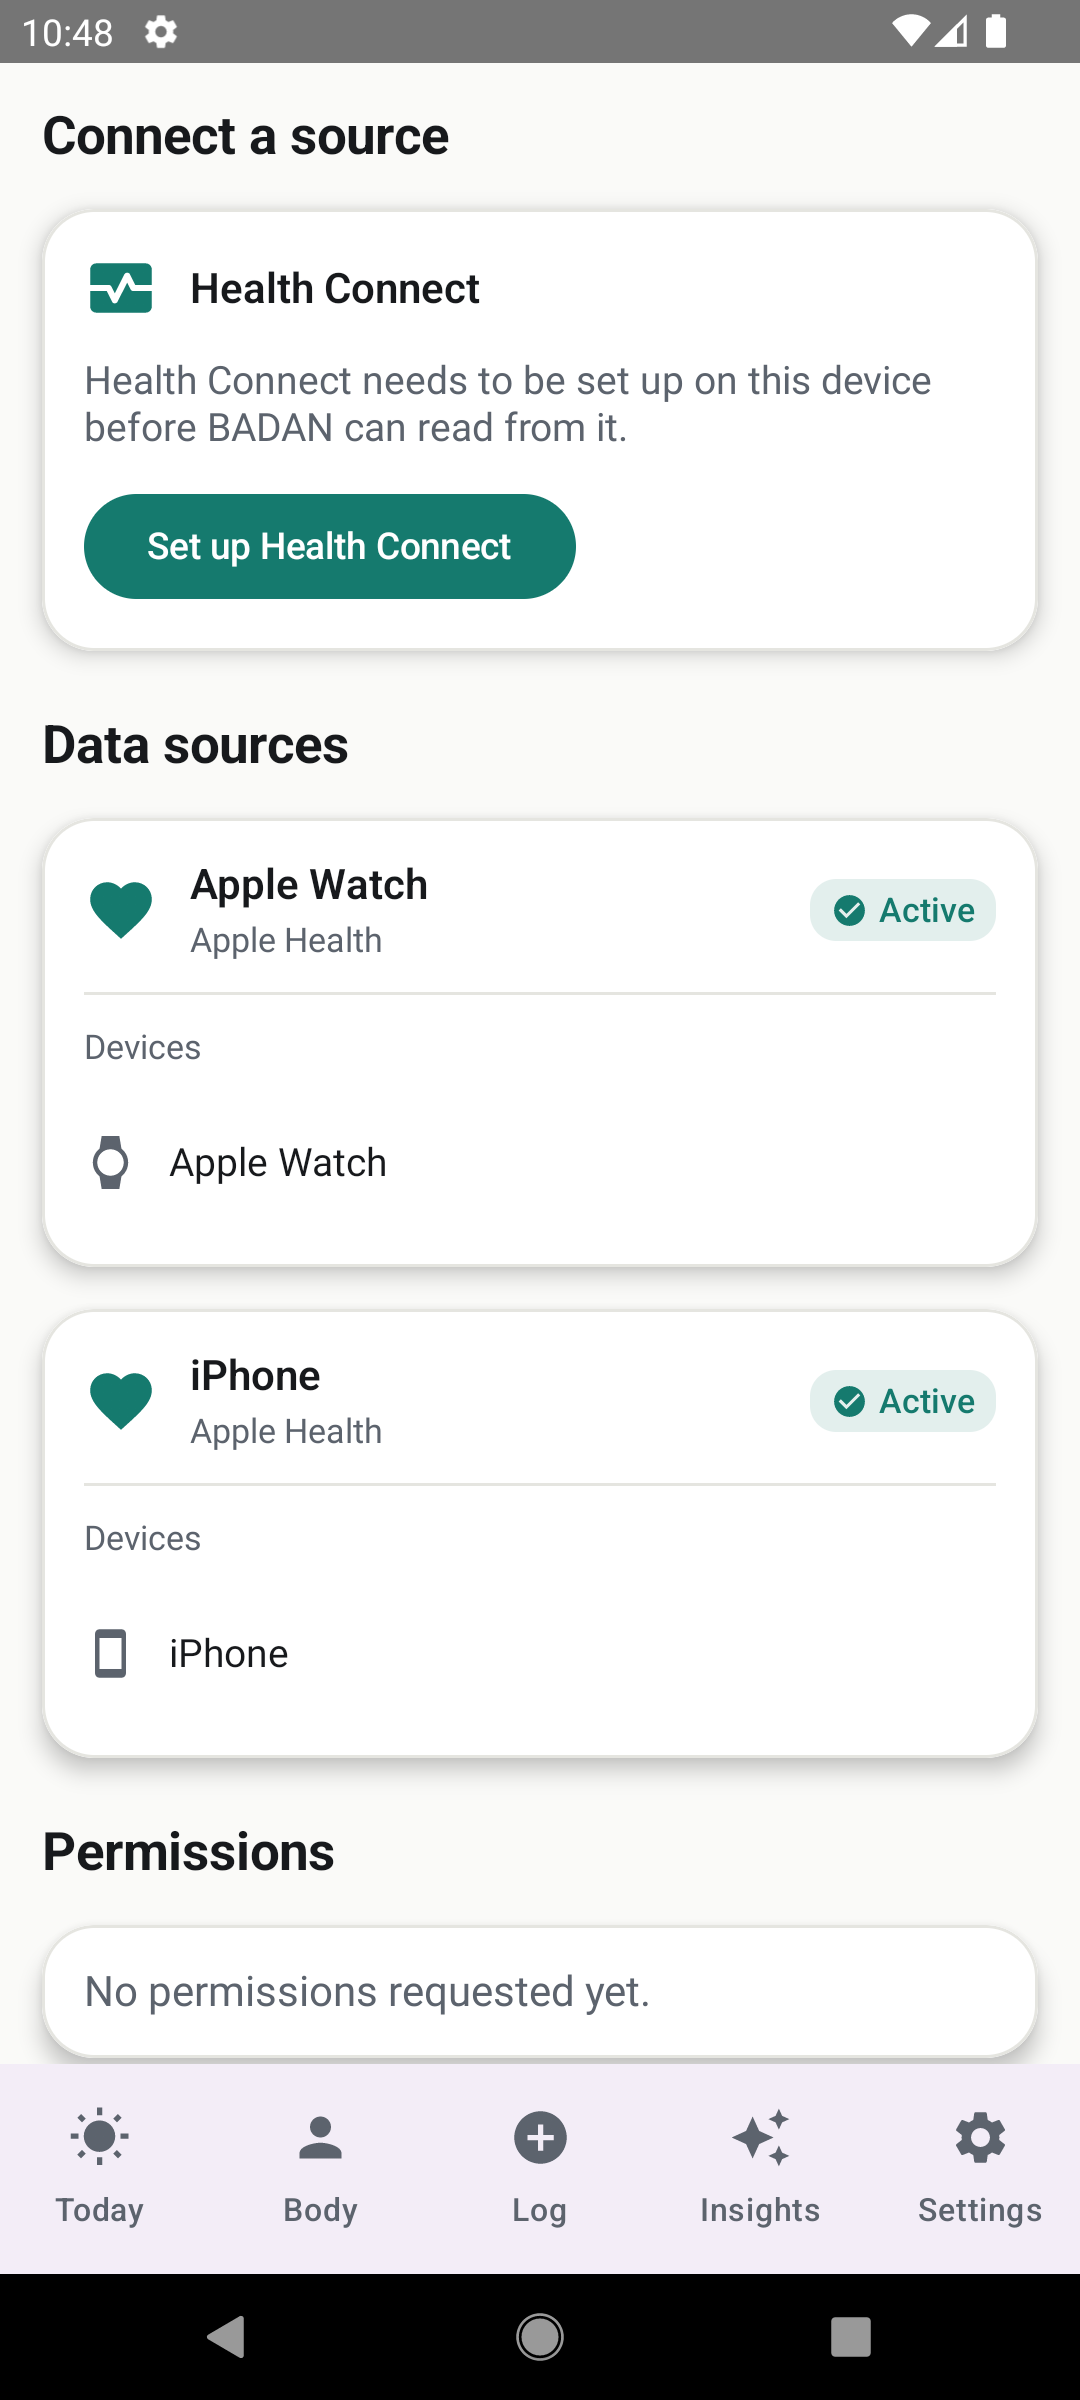 10:48
Connect a source
Health Connect
Health Connect needs to be set up on this device
before BADAN can read from it.
Set up Health Connect
Data sources
Apple Watch
Apple Health
Active
Devices
Apple Watch
iPhone
Apple Health
Active
Devices
iPhone
Permissions
No permissions requested yet.
Today
Body
Log
Insights
Settings